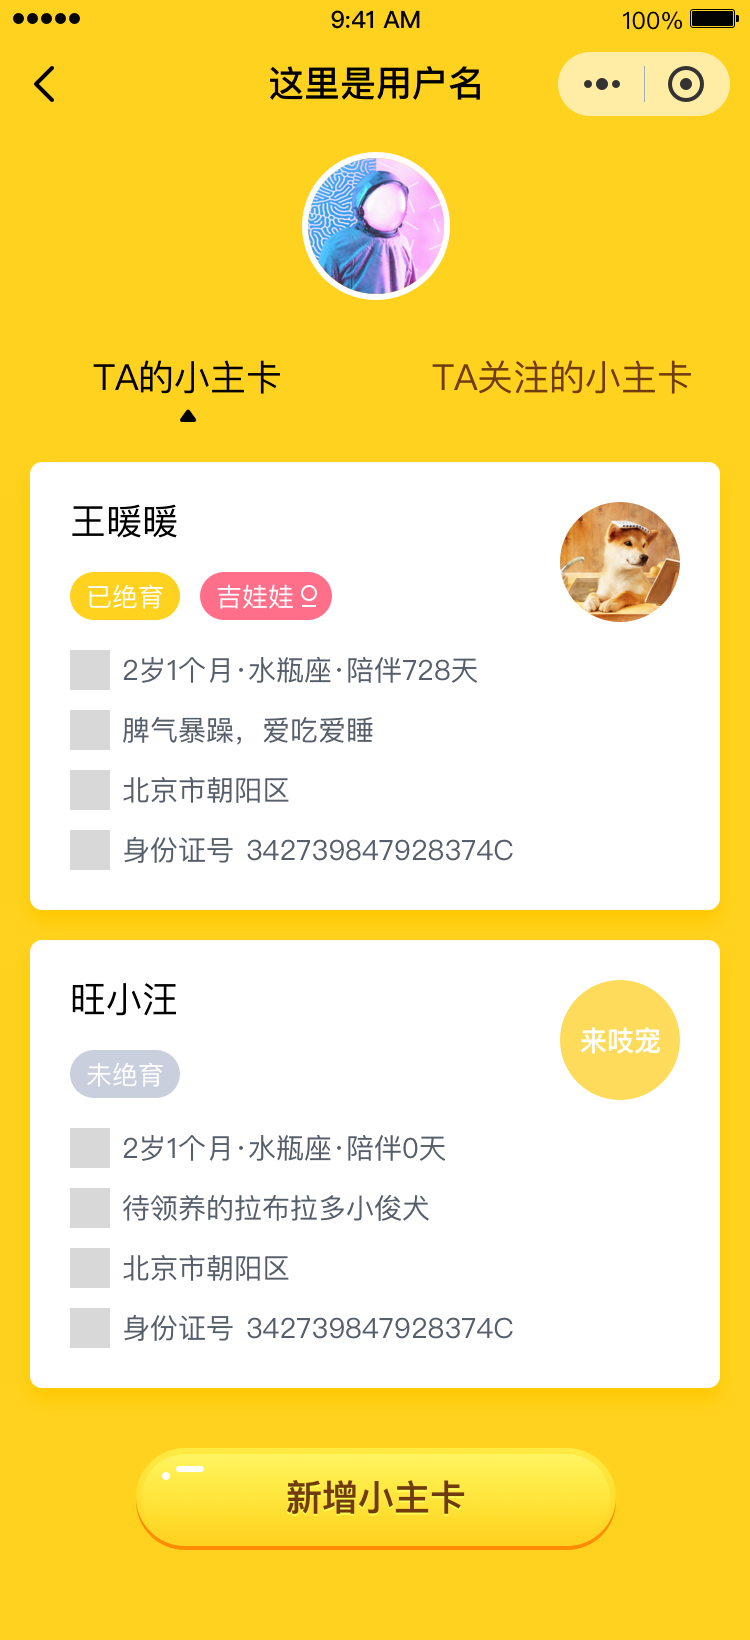 9:41 AM
100%
这里是用户名
TA的小主卡
TA关注的小主卡
王暖暖
已绝育
吉娃娃
2岁1个月·水瓶座·陪伴728天
脾气暴躁，爱吃爱睡
北京市朝阳区
身份证号 342739847928374C
旺小汪
来吱宠
未绝育
2岁1个月·水瓶座·陪伴0天
待领养的拉布拉多小俊犬
北京市朝阳区
身份证号 342739847928374C
新增小主卡